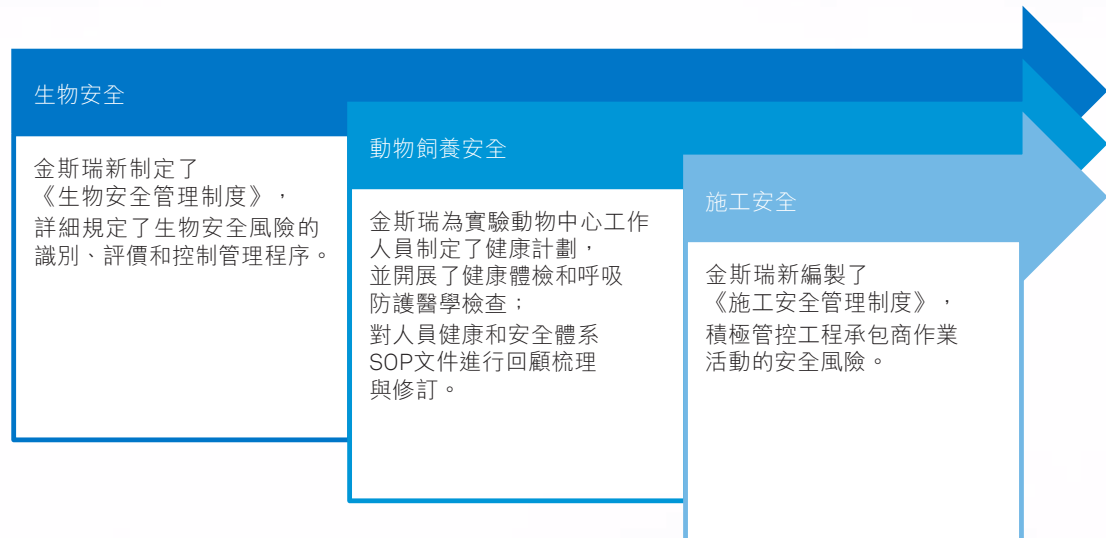 生物安全
金斯瑞新制定了
《生物安全管理制度》，
詳細規定了生物安全風險的
識別、評價和控制管理程序。
動物飼養安全
金斯瑞為實驗動物中心工作
人員制定了健康計劃，
並開展了健康體檢和呼吸
防護醫學檢查；
對人員健康和安全體系
SOP文件進行回顧梳理
與修訂。
施工安全
金斯瑞新編製了
《施工安全管理制度》，
積極管控工程承包商作業
活動的安全風險。